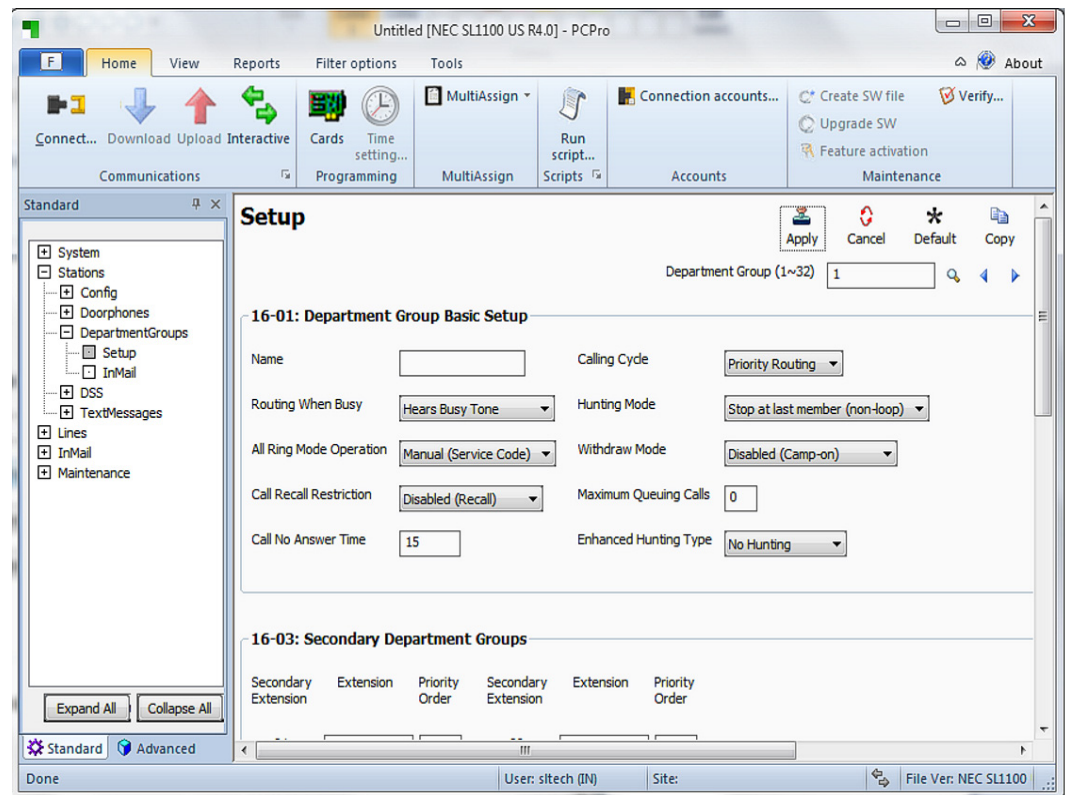 Untitled [NEC SL1100 US R4.0] - PCPro
F Home View Reports Filter options Tools About
Connect... Download Upload Interactive
Communications
Cards Time setting...
Programming
MultiAssign
MultiAssign
Run script...
Scripts
Connection accounts...
Accounts
Create SW file Verify...
Upgrade SW
Feature activation
Maintenance
Standard
System
Stations
Config
Doorphones
DepartmentGroups
Setup
InMail
DSS
TextMessages
Lines
InMail
Maintenance
Expand All Collapse All
Standard Advanced
Setup
Apply Cancel Default Copy
Department Group (1~32) 1
16-01: Department Group Basic Setup
Name Calling Cycle Priority Routing
Routing When Busy Hears Busy Tone Hunting Mode Stop at last member (non-loop)
All Ring Mode Operation Manual (Service Code) Withdraw Mode Disabled (Camp-on)
Call Recall Restriction Disabled (Recall) Maximum Queuing Calls 0
Call No Answer Time 15 Enhanced Hunting Type No Hunting
16-03: Secondary Department Groups
Secondary Extension Extension Priority Order Secondary Extension Extension Priority Order
Done User: sltech (IN) Site: File Ver: NEC SL1100